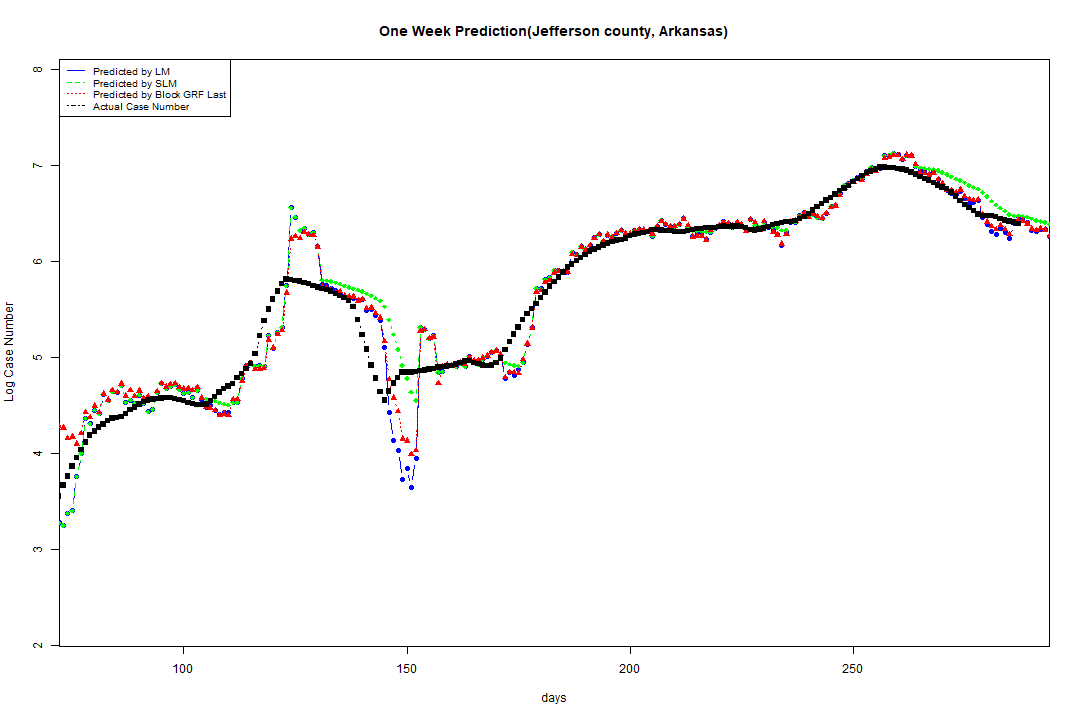 One Week Prediction(Jefferson county, Arkansas)
Predicted by LM
Predicted by SLM
Predicted by Block GRF Last
Actual Case Number
8
7
6
5
4
3
2
Log Case Number
100 150 200 250
days